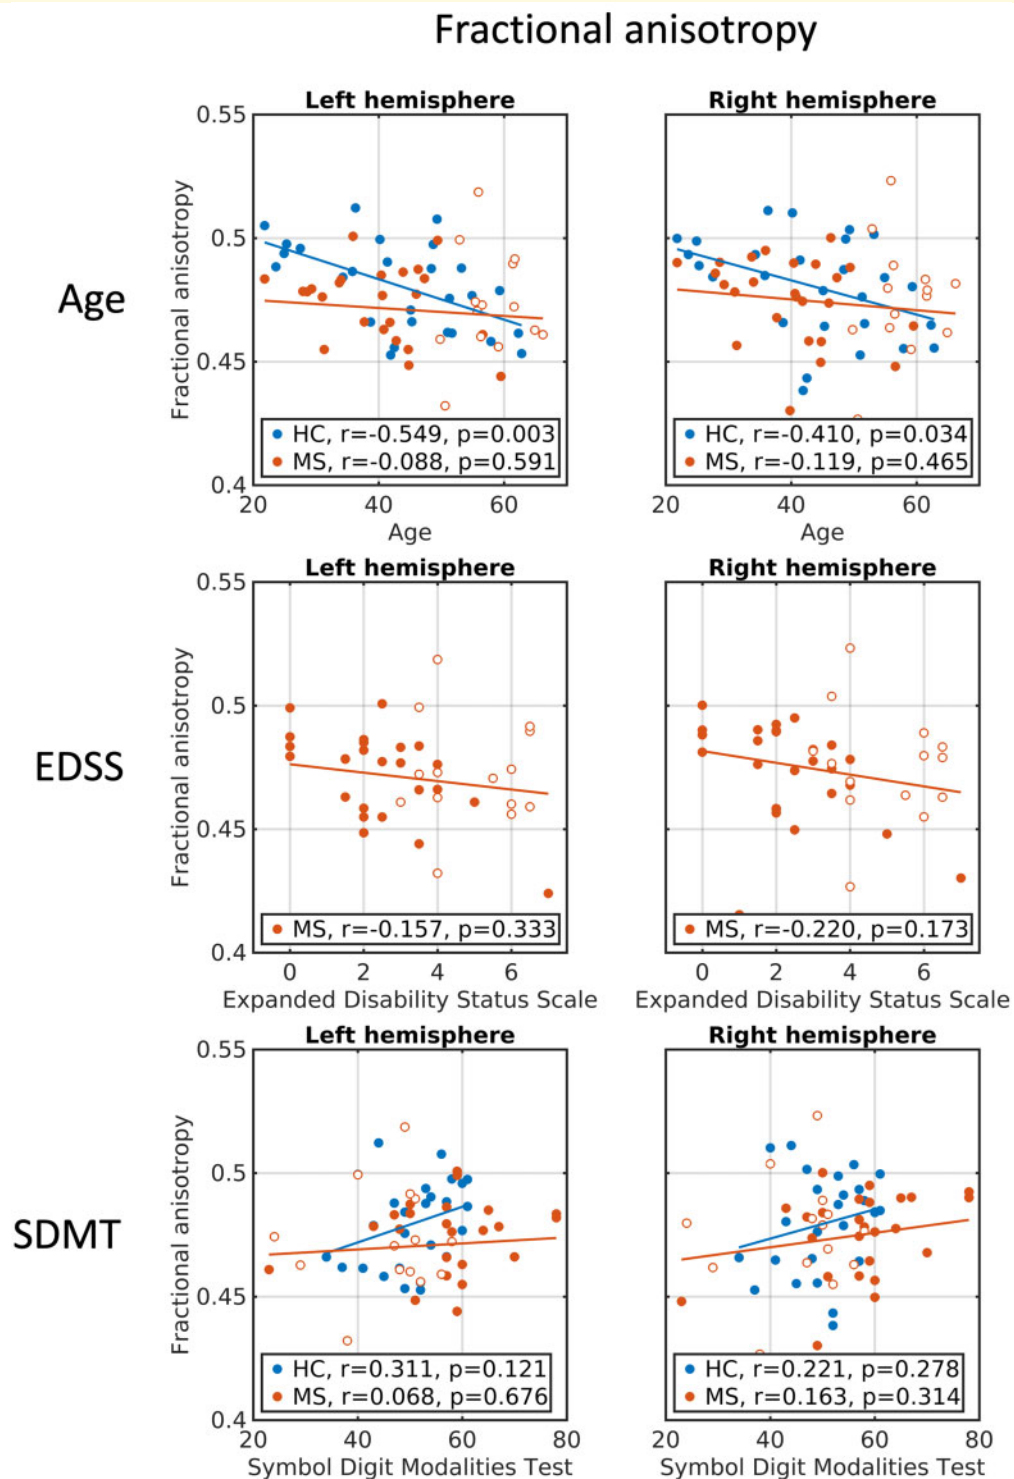 Fractional anisotropy
Left hemisphere Right hemisphere
0.55
0.5
0.45
0.4
Fractional anisotropy
Age
HC, r=-0.549, p=0.003
MS, r=-0.088, p=0.591
HC, r=-0.410, p=0.034
MS, r=-0.119, p=0.465
20 40 60 20 40 60
Age Age
Left hemisphere Right hemisphere
0.55
0.5
0.45
0.4
Fractional anisotropy
EDSS
MS, r=-0.157, p=0.333
MS, r=-0.220, p=0.173
0 2 4 6 0 2 4 6
Expanded Disability Status Scale Expanded Disability Status Scale
Left hemisphere Right hemisphere
0.55
0.5
0.45
0.4
Fractional anisotropy
SDMT
HC, r=0.311, p=0.121
MS, r=0.068, p=0.676
HC, r=0.221, p=0.278
MS, r=0.163, p=0.314
20 40 60 80 20 40 60 80
Symbol Digit Modalities Test Symbol Digit Modalities Test